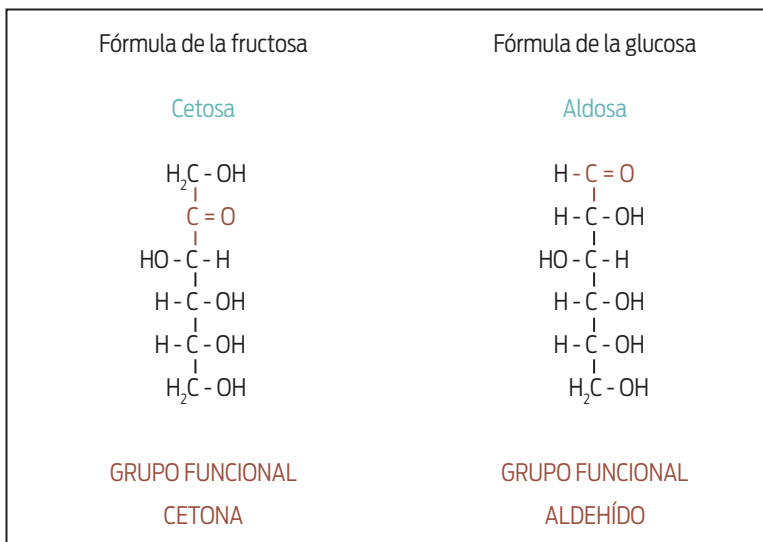 Fórmula de la fructosa
Cetosa
H₂C - OH
C = O
HO - C - H
H - C - OH
H - C - OH
H₂C - OH
GRUPO FUNCIONAL
CETONA
Fórmula de la glucosa
Aldosa
H - C = O
H - C - OH
HO - C - H
H - C - OH
H - C - OH
H₂C - OH
GRUPO FUNCIONAL
ALDEHÍDO